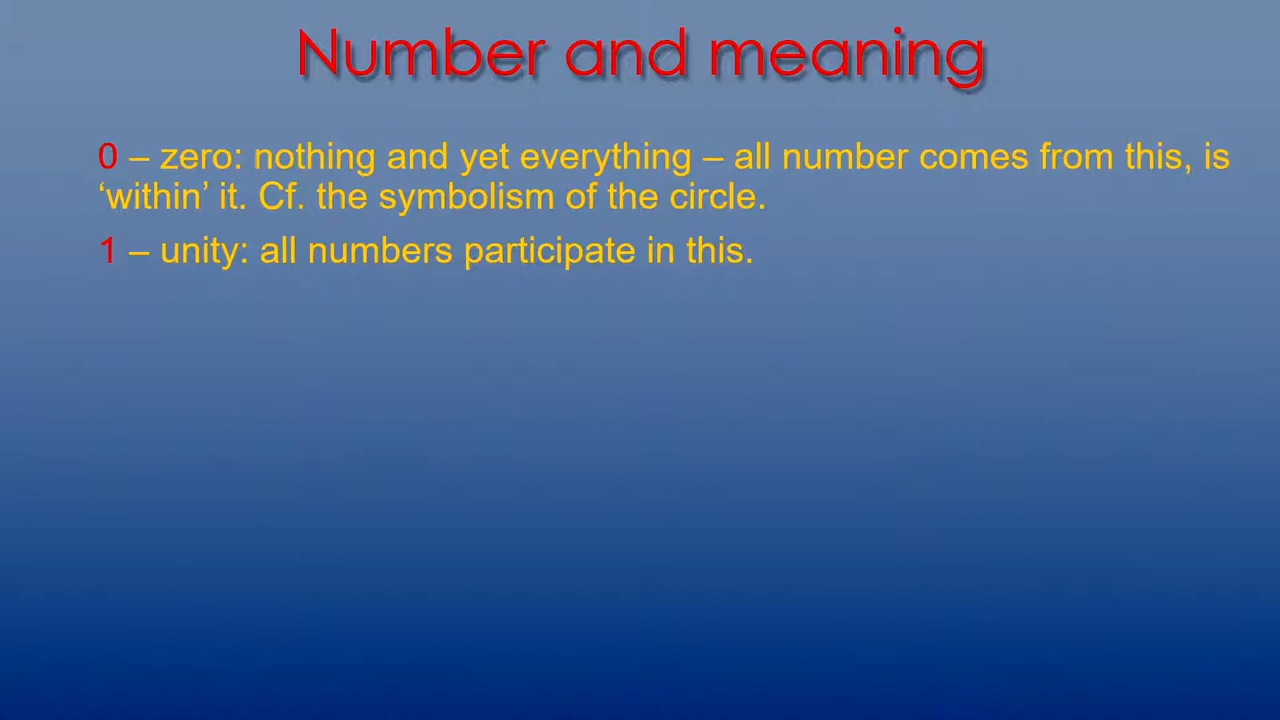 Number and meaning
0 – zero: nothing and yet everything – all number comes from this, is
‘within’ it. Cf. the symbolism of the circle.
1 – unity: all numbers participate in this.